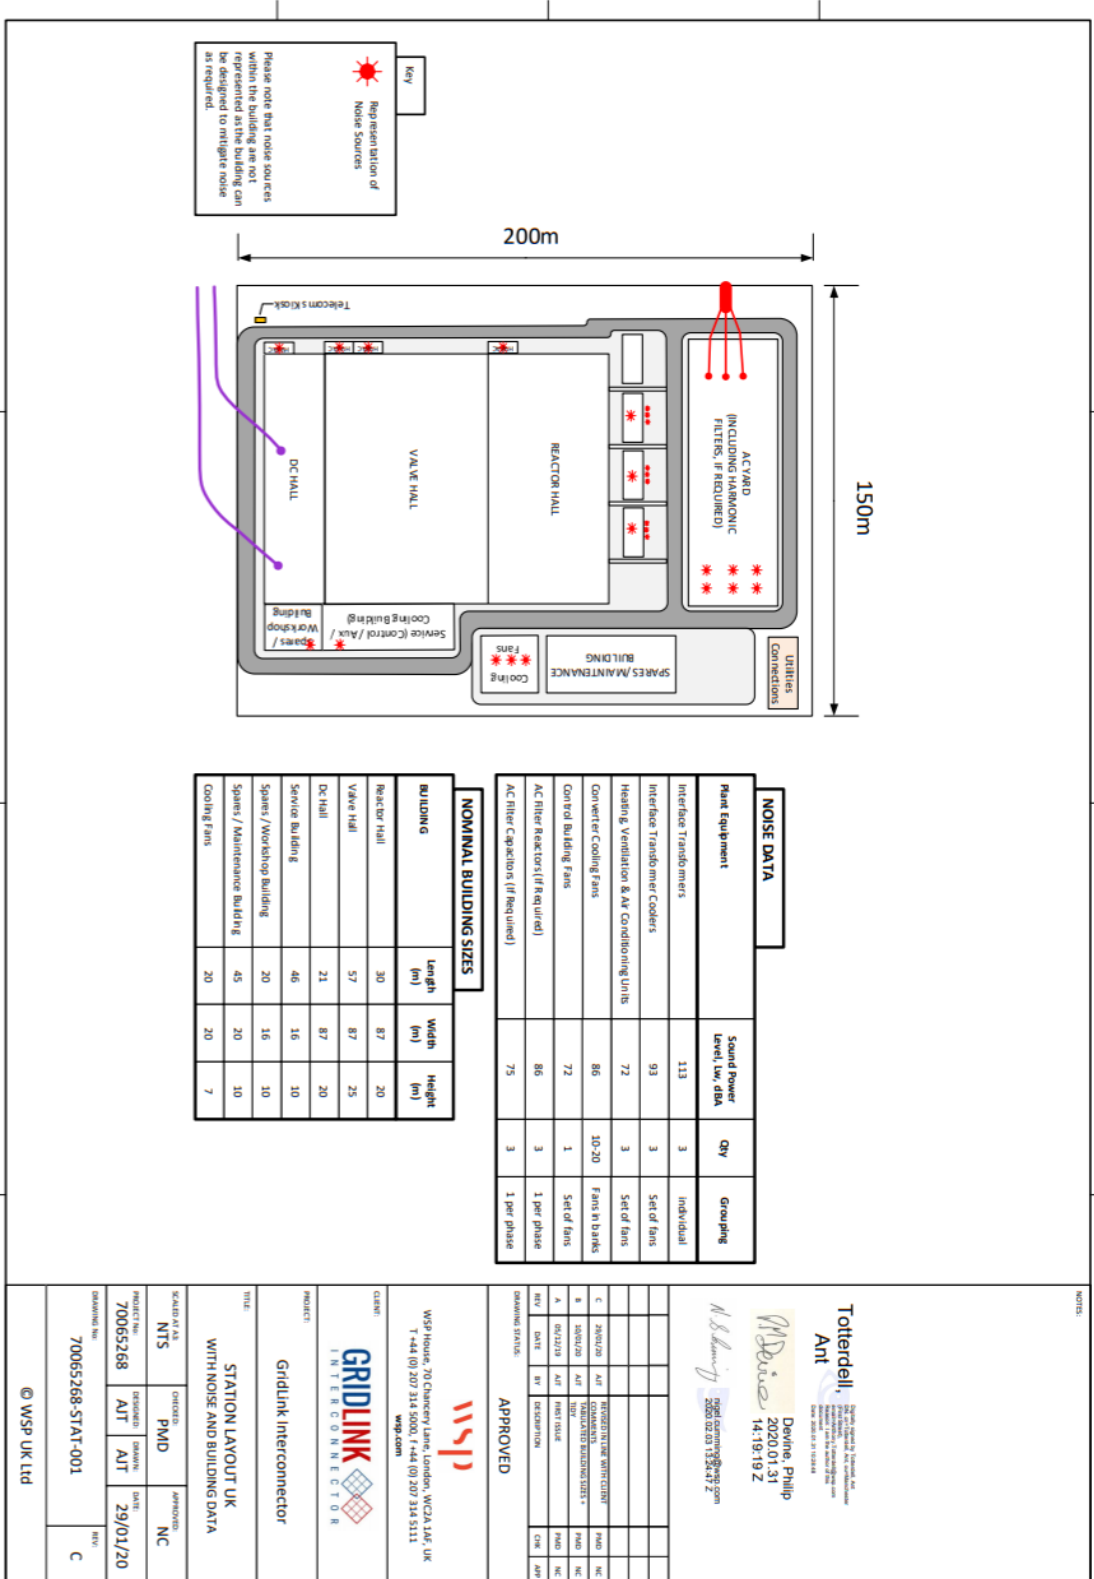 Key
Representation of
Noise Sources
Please note that noise sources
within the building are not
represented as the building can
be designed to mitigate noise
as required.
200m
150m
Telecoms Kiosk
HVAC
HVAC
HVAC
HVAC
AC YARD
(INCLUDING HARMONIC
FILTERS, IF REQUIRED)
REACTOR HALL
VALVE HALL
DC HALL
Spares /
Workshop
Building
Service (Control / Aux /
Cooling Building)
Cooling
Fans
SPARES/MAINTENANCE
BUILDING
Utilities
Connections
NOISE DATA
Plant Equipment Sound Power Level, Lw, dBA Qty Grouping
Interface Transformers 113 3 individual
Interface Transformer Coolers 93 3 Set of fans
Heating, Ventilation & Air Conditioning Units 72 3 Set of fans
Converter Cooling Fans 86 10-20 Fans in banks
Control Building Fans 72 1 Set of fans
AC Filter Reactors (If Required) 86 3 1 per phase
AC Filter Capacitors (If Required) 75 3 1 per phase
NOMINAL BUILDING SIZES
BUILDING Length (m) Width (m) Height (m)
Reactor Hall 30 87 20
Valve Hall 57 87 25
Dc Hall 21 87 20
Service Building 46 16 10
Spares / Workshop Building 20 16 10
Spares / Maintenance Building 45 20 10
Cooling Fans 20 20 7
NOTES:
Totterdell,
Ant
Devine, Philip
2020.01.31
14:19:19 Z
2020.02.03 13:24:47 Z
C 29/01/20 AJT REVISED IN LINE WITH CLIENT COMMENTS PMD NC
B 10/01/20 AJT TABULATED BUILDING SIZES + TIDY PMD NC
A 05/12/19 AJT FIRST ISSUE PMD NC
REV DATE BY DESCRIPTION CHK APP
DRAWING STATUS:
APPROVED
wsp
WSP House, 70 Chancery Lane, London, WC2A 1AF, UK
T +44 (0) 207 314 5000, f +44 (0) 207 314 5111
wsp.com
CLIENT:
GRIDLINK
INTERCONNECTOR
PROJECT:
GridLink Interconnector
TITLE:
STATION LAYOUT UK
WITH NOISE AND BUILDING DATA
SCALED AT A3: NTS
CHECKED: PMD
APPROVED: NC
PROJECT No: 70065268
DESIGNED: AJT
DRAWN: AJT
DATE: 29/01/20
DRAWING No: 70065268-STAT-001
REV: C
© WSP UK Ltd